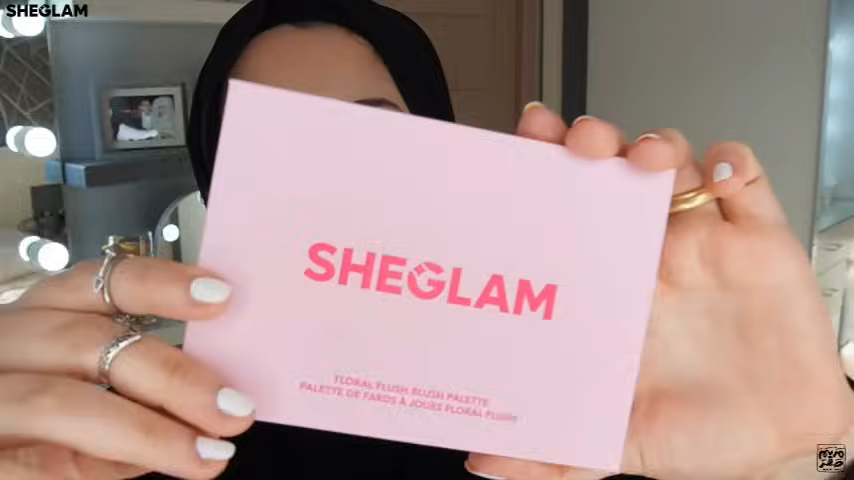 SHEGLAM
SHEGLAM
FLORAL FLUSH BLUSH PALETTE
PALETTE DE FARDS À JOUES FLORAL FLUSH